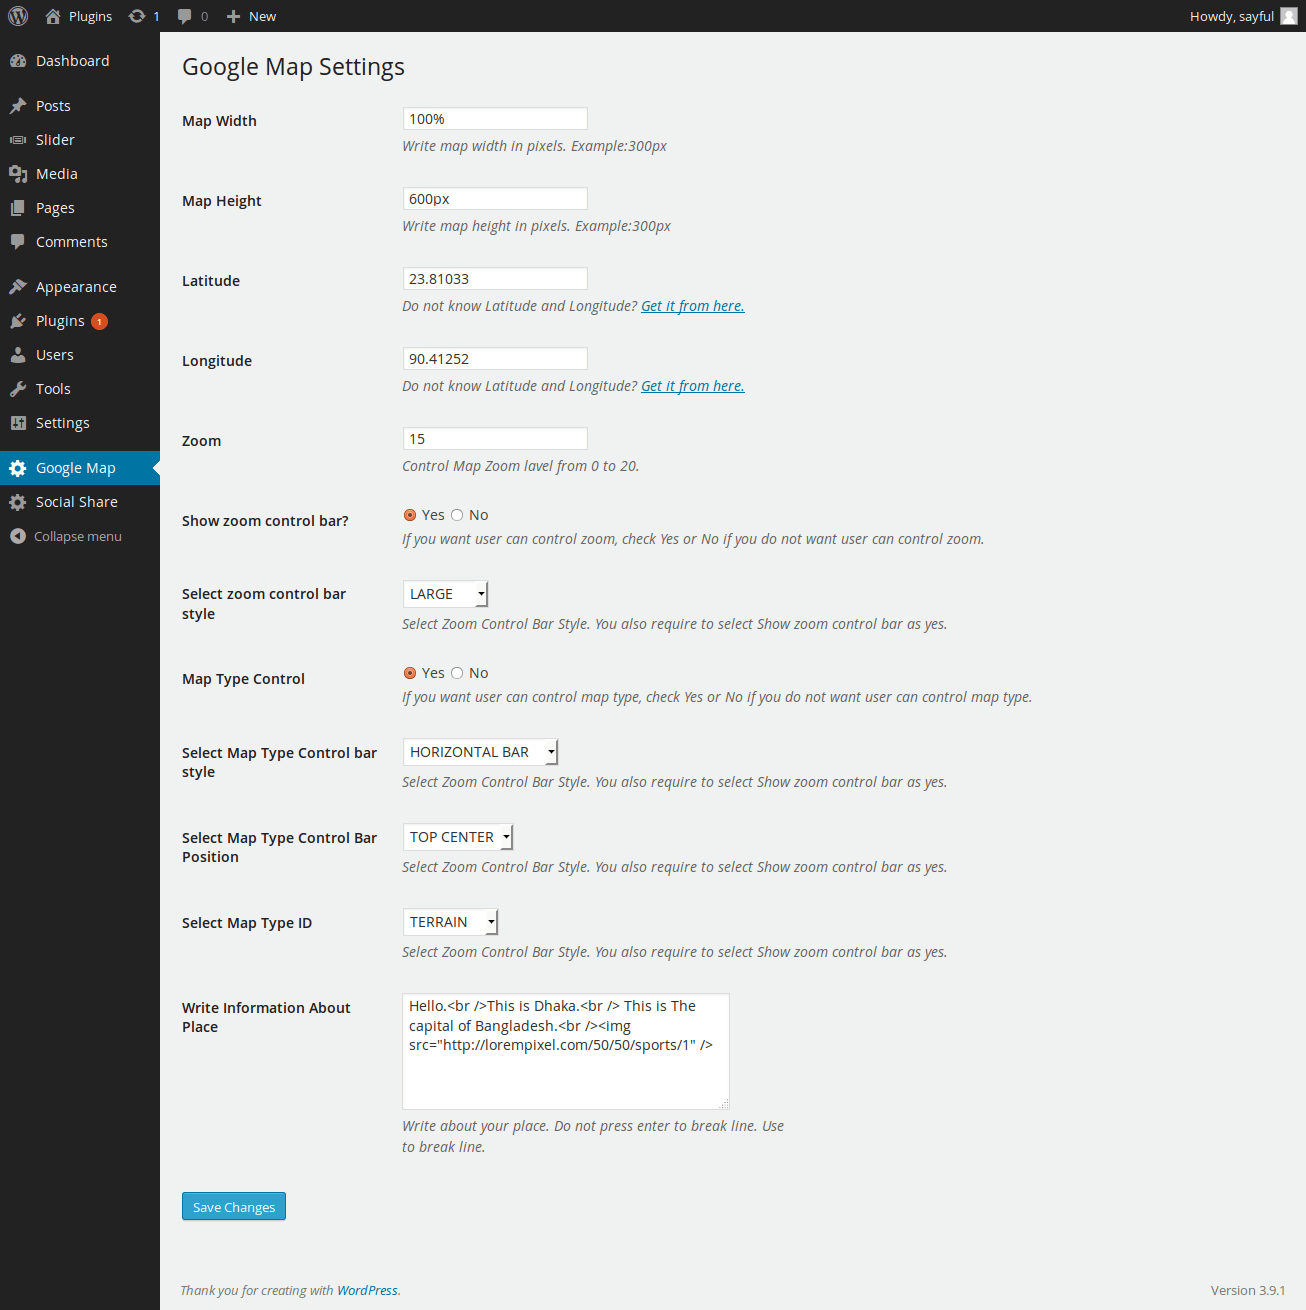 Plugins 1 0 New Howdy, sayful
Dashboard
Posts
Slider
Media
Pages
Comments
Appearance
Plugins 1
Users
Tools
Settings
Google Map
Social Share
Collapse menu
Google Map Settings
Map Width 100%
Write map width in pixels. Example:300px
Map Height 600px
Write map height in pixels. Example:300px
Latitude 23.81033
Do not know Latitude and Longitude? Get it from here.
Longitude 90.41252
Do not know Latitude and Longitude? Get it from here.
Zoom 15
Control Map Zoom lavel from 0 to 20.
Show zoom control bar? Yes No
If you want user can control zoom, check Yes or No if you do not want user can control zoom.
Select zoom control bar
style
LARGE
Select Zoom Control Bar Style. You also require to select Show zoom control bar as yes.
Map Type Control Yes No
If you want user can control map type, check Yes or No if you do not want user can control map type.
Select Map Type Control bar
style
HORIZONTAL BAR
Select Zoom Control Bar Style. You also require to select Show zoom control bar as yes.
Select Map Type Control Bar
Position
TOP CENTER
Select Zoom Control Bar Style. You also require to select Show zoom control bar as yes.
Select Map Type ID TERRAIN
Select Zoom Control Bar Style. You also require to select Show zoom control bar as yes.
Write Information About
Place
Hello.<br />This is Dhaka.<br /> This is The
capital of Bangladesh.<br /><img
src="http://lorempixel.com/50/50/sports/1" />
Write about your place. Do not press enter to break line. Use
to break line.
Save Changes
Thank you for creating with WordPress. Version 3.9.1